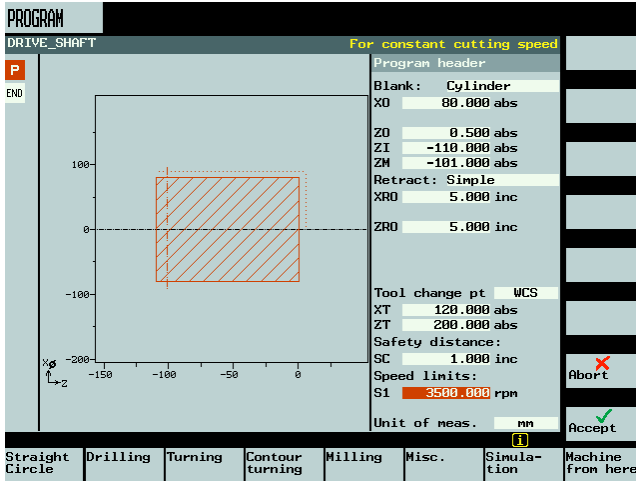 PROGRAM
DRIVE_SHAFT For constant cutting speed
P
END
Program header
Blank: Cylinder
XO 80.000 abs
ZO 0.500 abs
ZI -110.000 abs
ZM -101.000 abs
Retract: Simple
XRO 5.000 inc
ZRO 5.000 inc
Tool change pt WCS
XT 120.000 abs
ZT 200.000 abs
Safety distance:
SC 1.000 inc
Speed limits:
S1 3500.000 rpm
Unit of meas. mm
100
0
-100
-200
-150 -100 -50 0
XØ
Z
i
Abort
Accept
Straight Circle
Drilling
Turning
Contour turning
Milling
Misc.
Simula-
tion
Machine from here